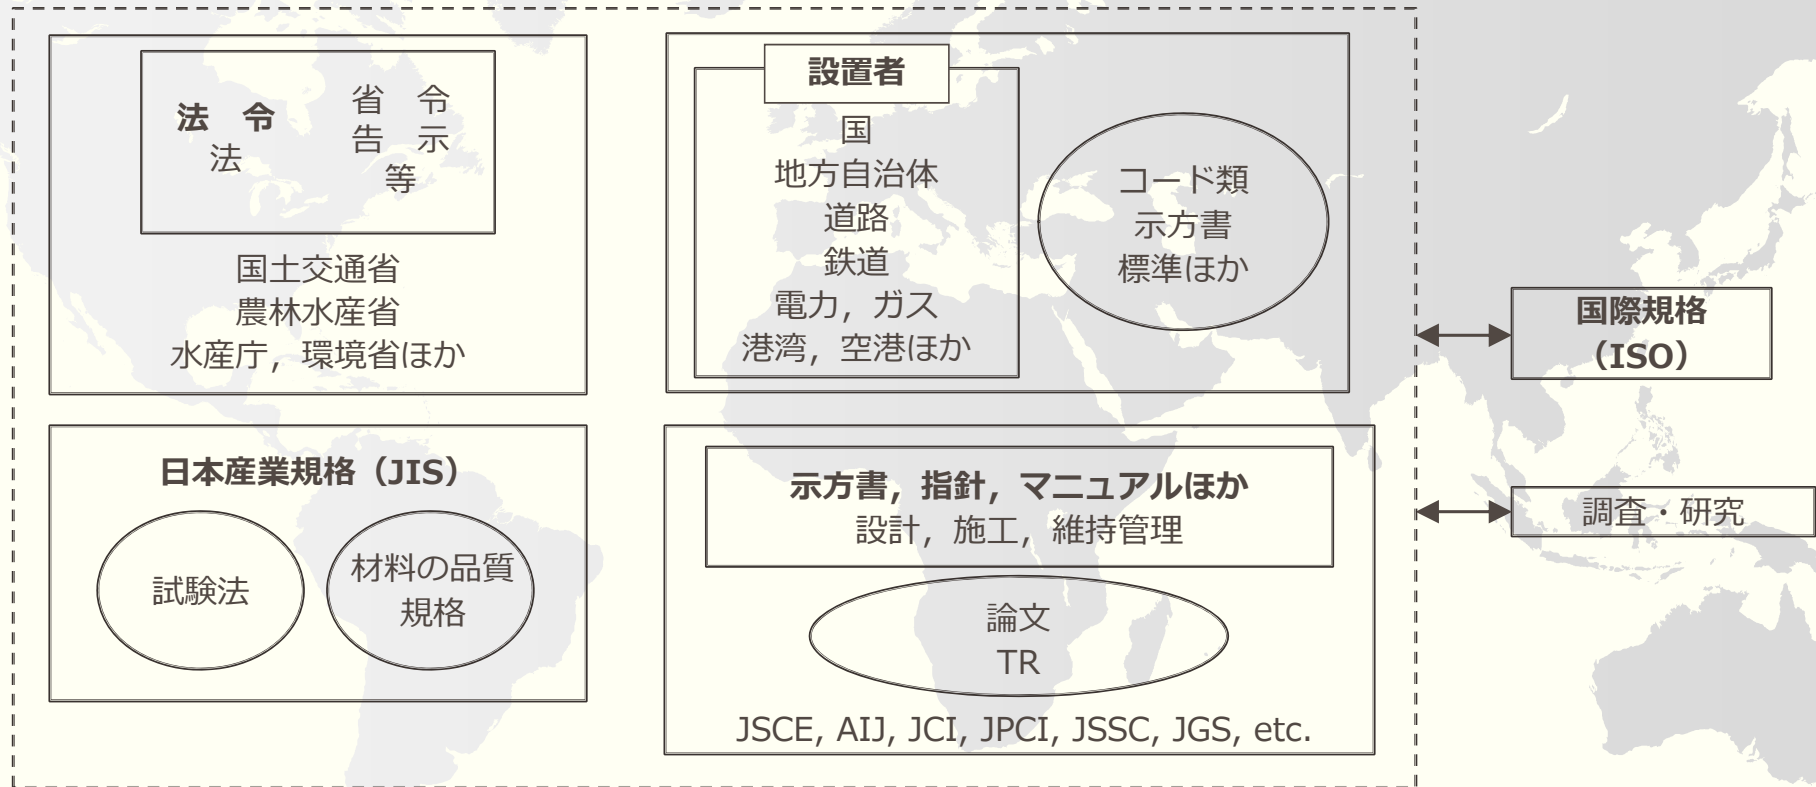 法　令
法
省　令
告　示
等
国土交通省
農林水産省
水産庁，環境省ほか
設置者
国
地方自治体
道路
鉄道
電力，ガス
港湾，空港ほか
コード類
示方書
標準ほか
国際規格
（ISO）
日本産業規格（JIS）
試験法
材料の品質
規格
示方書，指針，マニュアルほか
設計，施工，維持管理
論文
TR
JSCE, AIJ, JCI, JPCI, JSSC, JGS, etc.
調査・研究